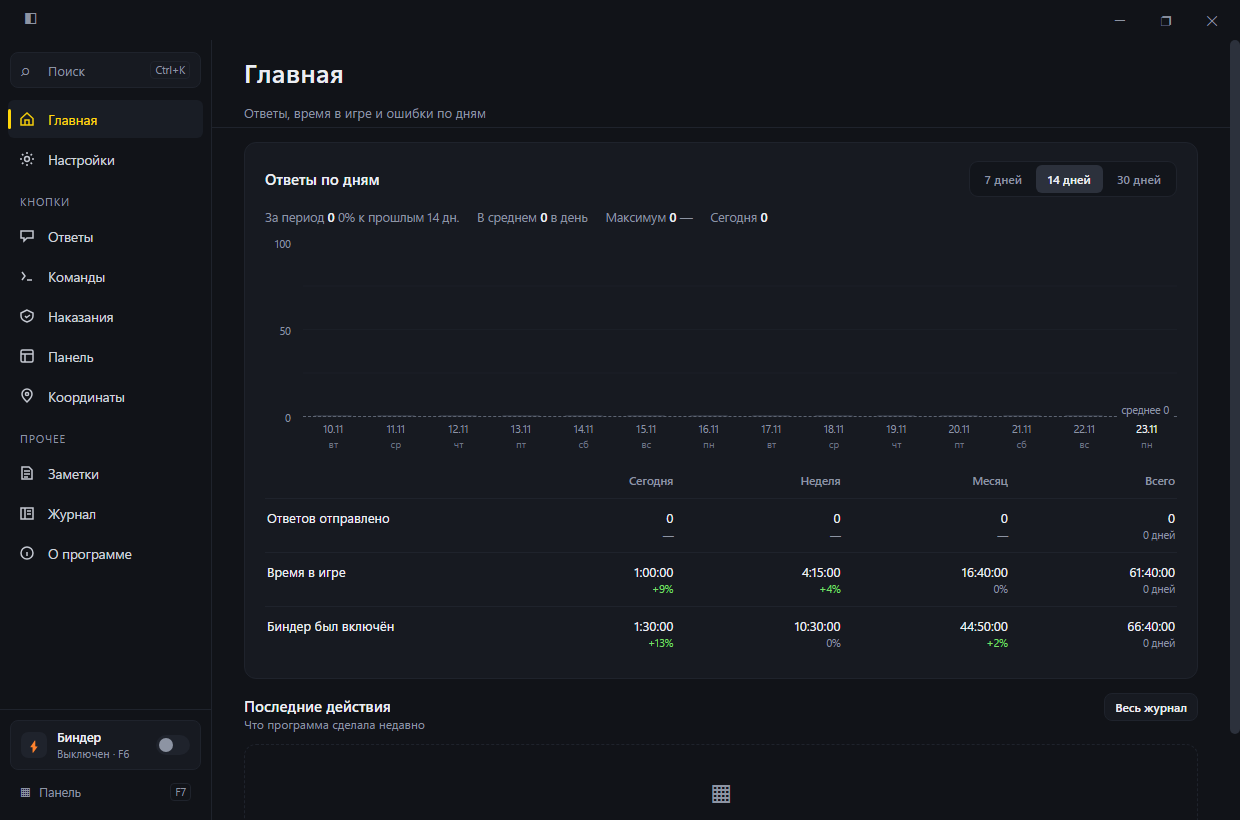 Поиск Ctrl+K
Главная
Настройки
КНОПКИ
Ответы
Команды
Наказания
Панель
Координаты
ПРОЧЕЕ
Заметки
Журнал
О программе
Биндер
Выключен · F6
Панель F7
Главная
Ответы, время в игре и ошибки по дням
Ответы по дням
7 дней 14 дней 30 дней
За период 0 0% к прошлым 14 дн. В среднем 0 в день Максимум 0 — Сегодня 0
100
50
0
среднее 0
10.11 11.11 12.11 13.11 14.11 15.11 16.11 17.11 18.11 19.11 20.11 21.11 22.11 23.11
вт ср чт пт сб вс пн вт ср чт пт сб вс пн
Сегодня Неделя Месяц Всего
Ответов отправлено 0 0 0 0
— — — 0 дней
Время в игре 1:00:00 4:15:00 16:40:00 61:40:00
+9% +4% 0% 0 дней
Биндер был включён 1:30:00 10:30:00 44:50:00 66:40:00
+13% 0% +2% 0 дней
Последние действия
Что программа сделала недавно
Весь журнал